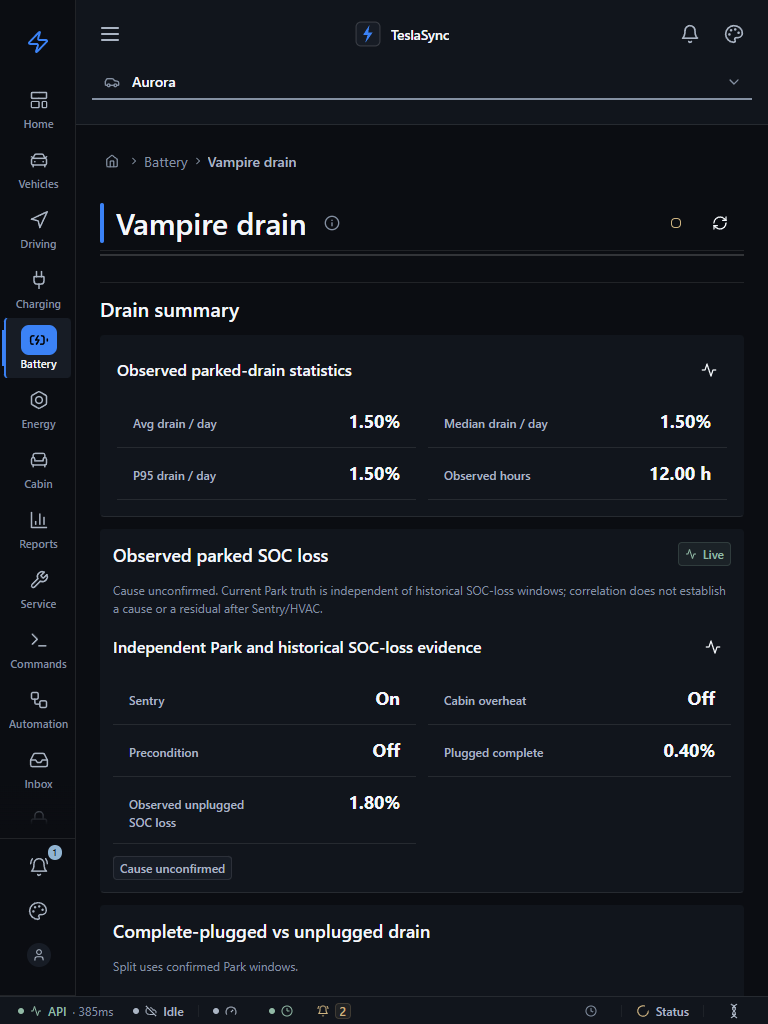 TeslaSync
Aurora
Home
Vehicles
Driving
Charging
Battery
Energy
Cabin
Reports
Service
Commands
Automation
Inbox
1
Battery
Vampire drain
Vampire drain
Drain summary
Observed parked-drain statistics
Avg drain / day
1.50%
Median drain / day
1.50%
P95 drain / day
1.50%
Observed hours
12.00 h
Observed parked SOC loss
Live
Cause unconfirmed. Current Park truth is independent of historical SOC-loss windows; correlation does not establish
a cause or a residual after Sentry/HVAC.
Independent Park and historical SOC-loss evidence
Sentry
On
Cabin overheat
Off
Precondition
Off
Plugged complete
0.40%
Observed unplugged
SOC loss
1.80%
Cause unconfirmed
Complete-plugged vs unplugged drain
Split uses confirmed Park windows.
API · 385ms
Idle
2
Status